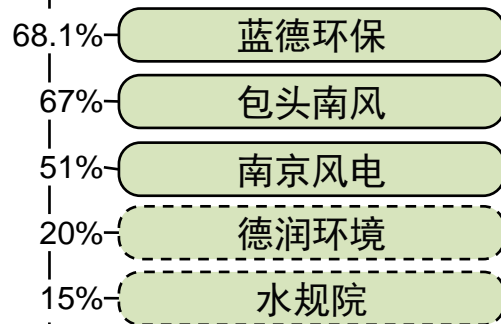 68.1% 蓝德环保
67% 包头南风
51% 南京风电
20% 德润环境
15% 水规院